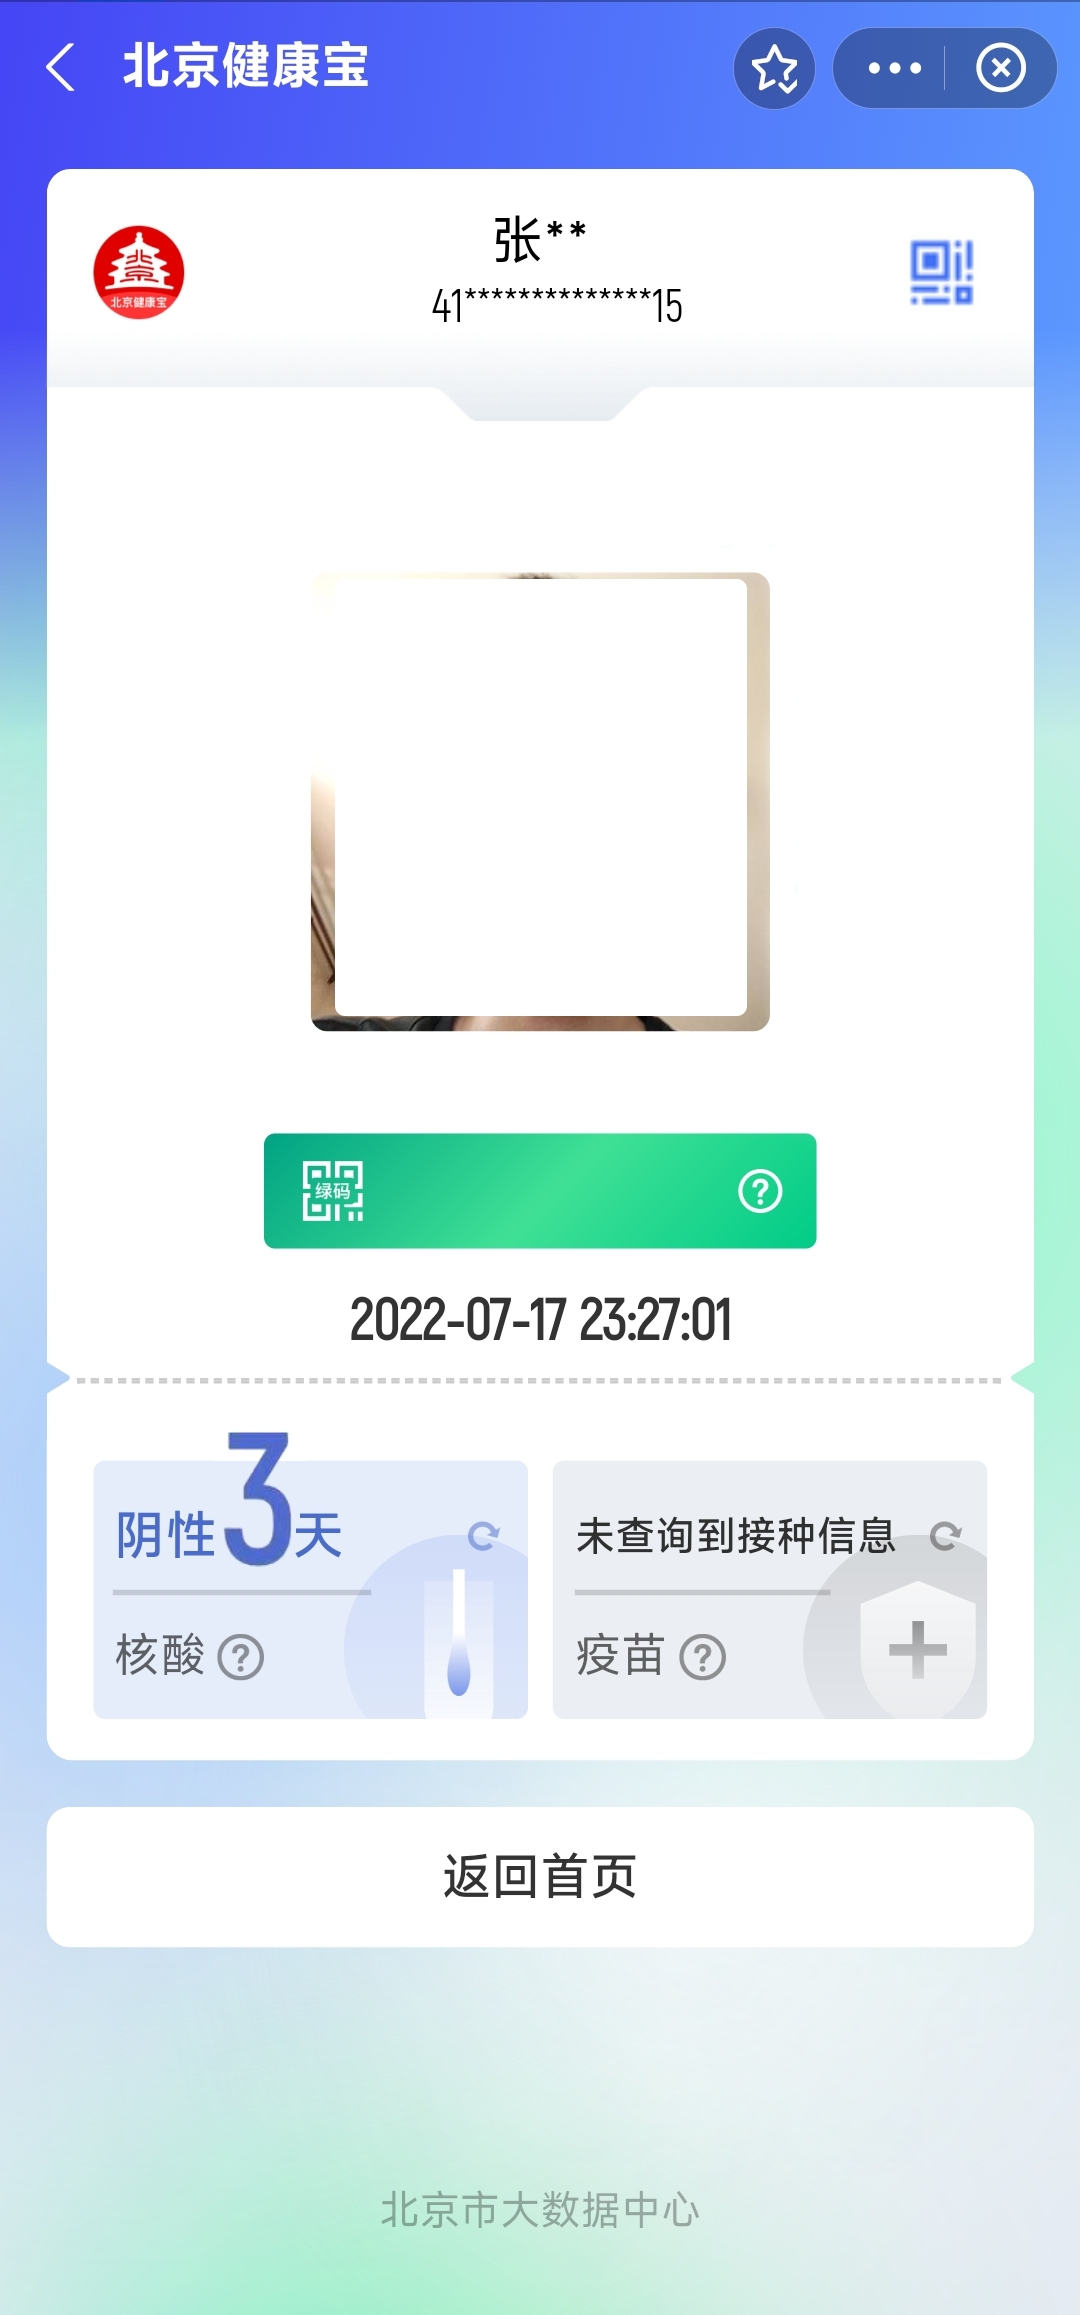 北京健康宝
张**
北京健康宝
41**************15
绿码
2022-07-17 23:27:01
阴性3天
核酸
未查询到接种信息
疫苗
返回首页
北京市大数据中心